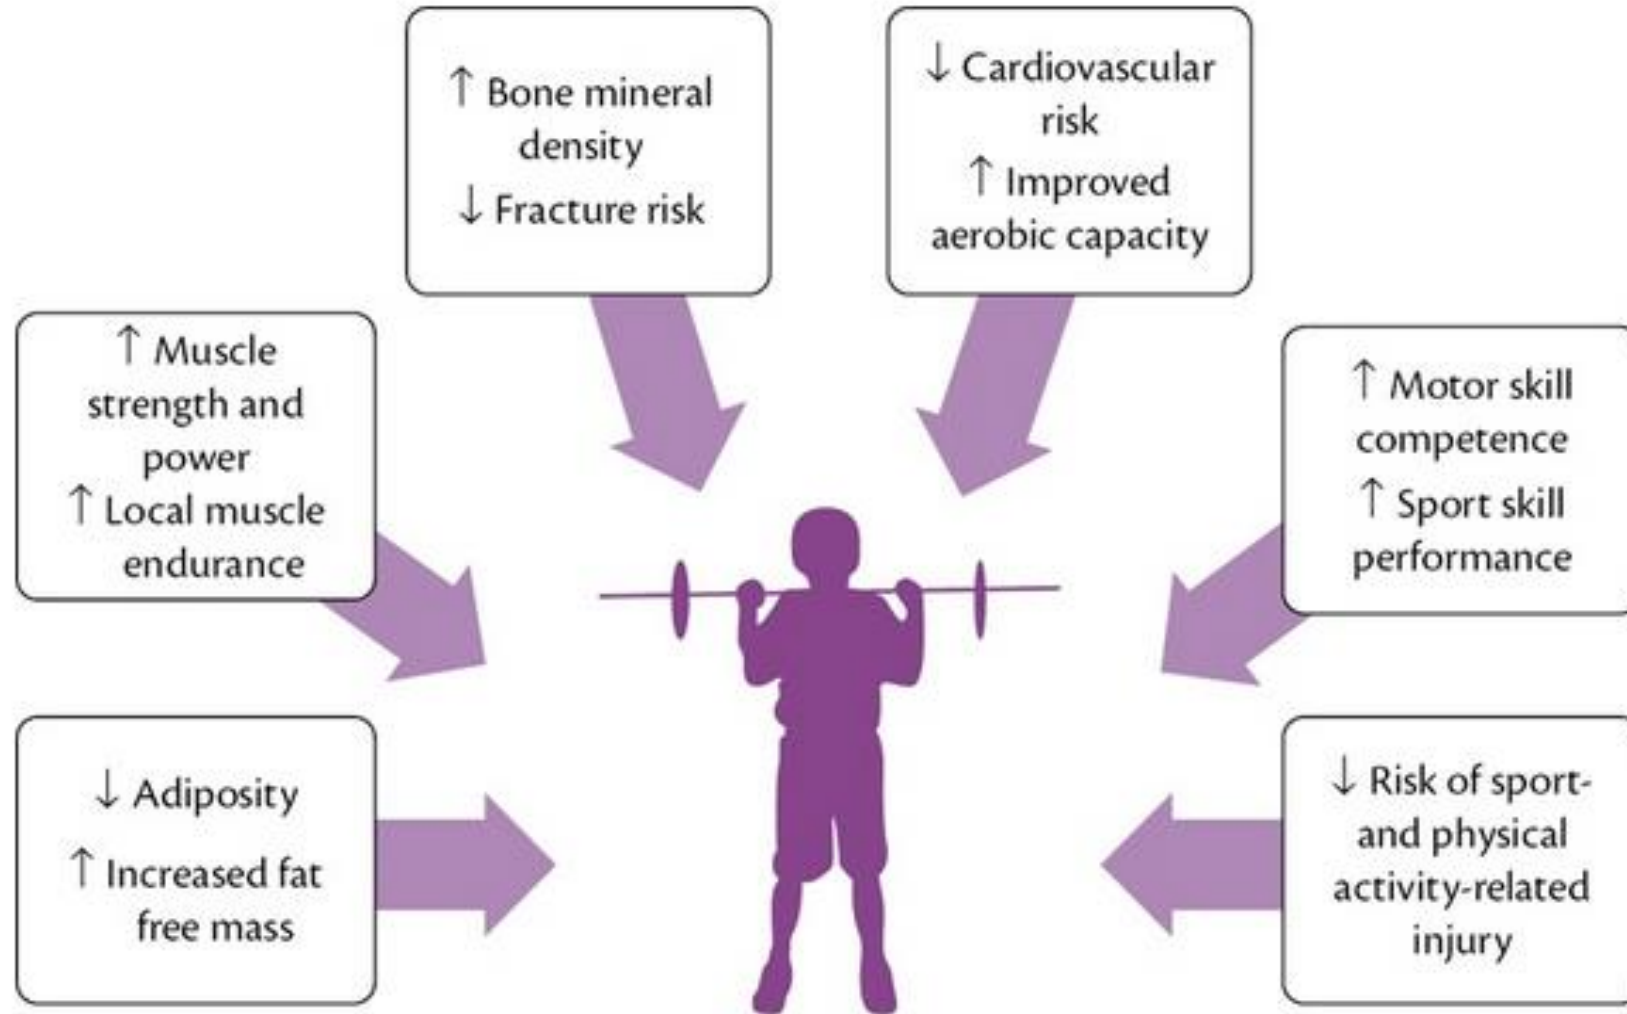 ↑ Bone mineral
density
↓ Fracture risk
↓ Cardiovascular
risk
↑ Improved
aerobic capacity
↑ Muscle
strength and
power
↑ Local muscle
endurance
↑ Motor skill
competence
↑ Sport skill
performance
↓ Adiposity
↑ Increased fat
free mass
↓ Risk of sport-
and physical
activity-related
injury